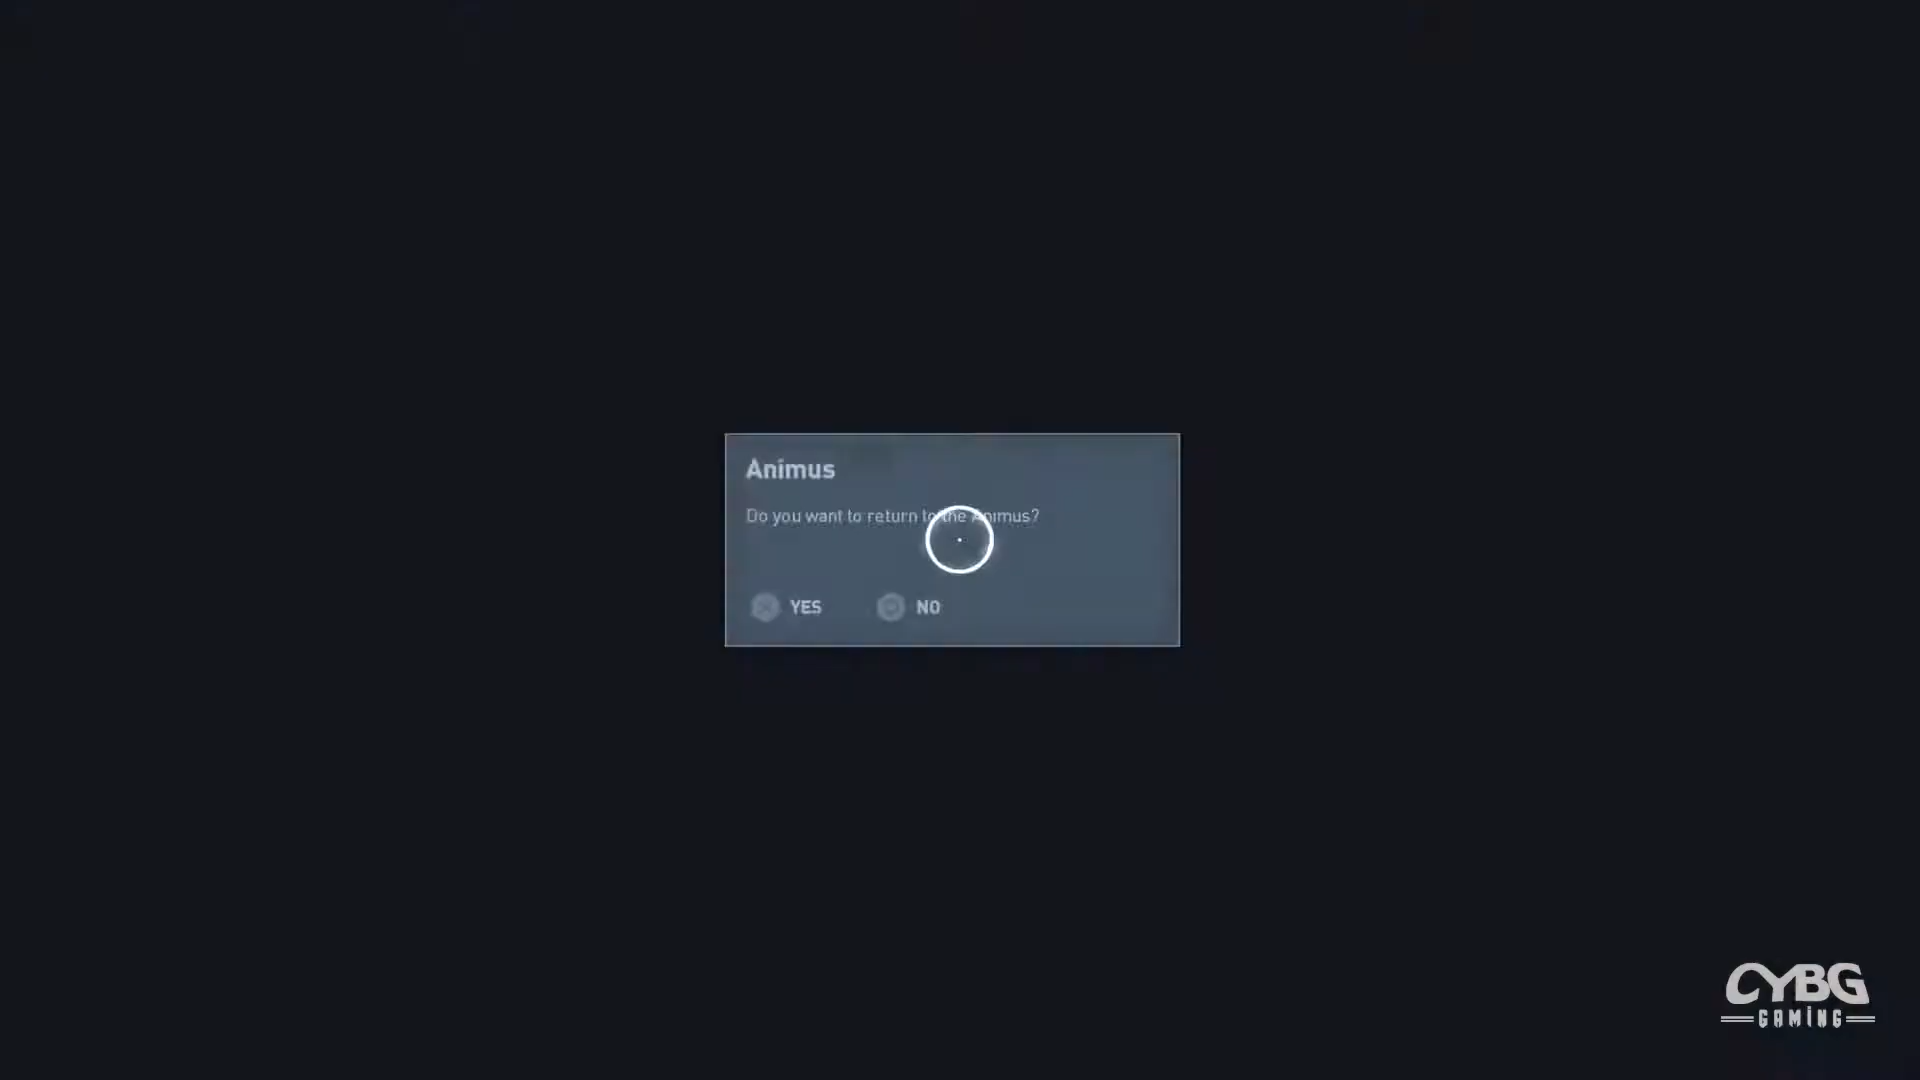 Animus
Do you want to return to the Animus?
YES NO
CYBG
GAMING